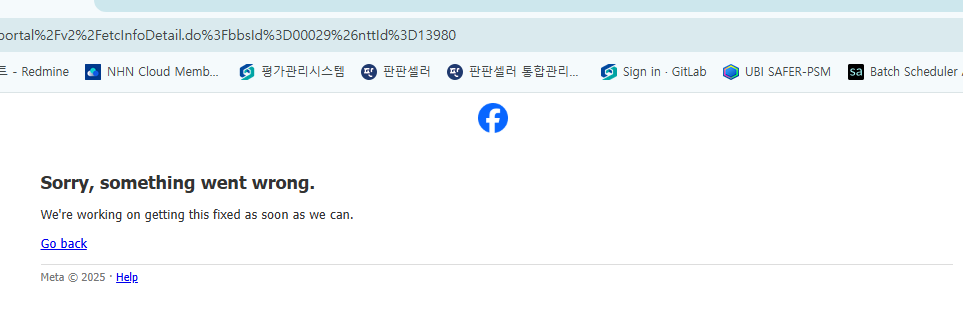 portal%2Fv2%2FetcInfoDetail.do%3FbbsId%3D00029%26nttId%3D13980
트 - Redmine NHN Cloud Memb... 평가관리시스템 판판셀러 판판셀러 통합관리... Sign in · GitLab UBI SAFER-PSM sa Batch Scheduler
Sorry, something went wrong.
We're working on getting this fixed as soon as we can.
Go back
Meta © 2025 · Help